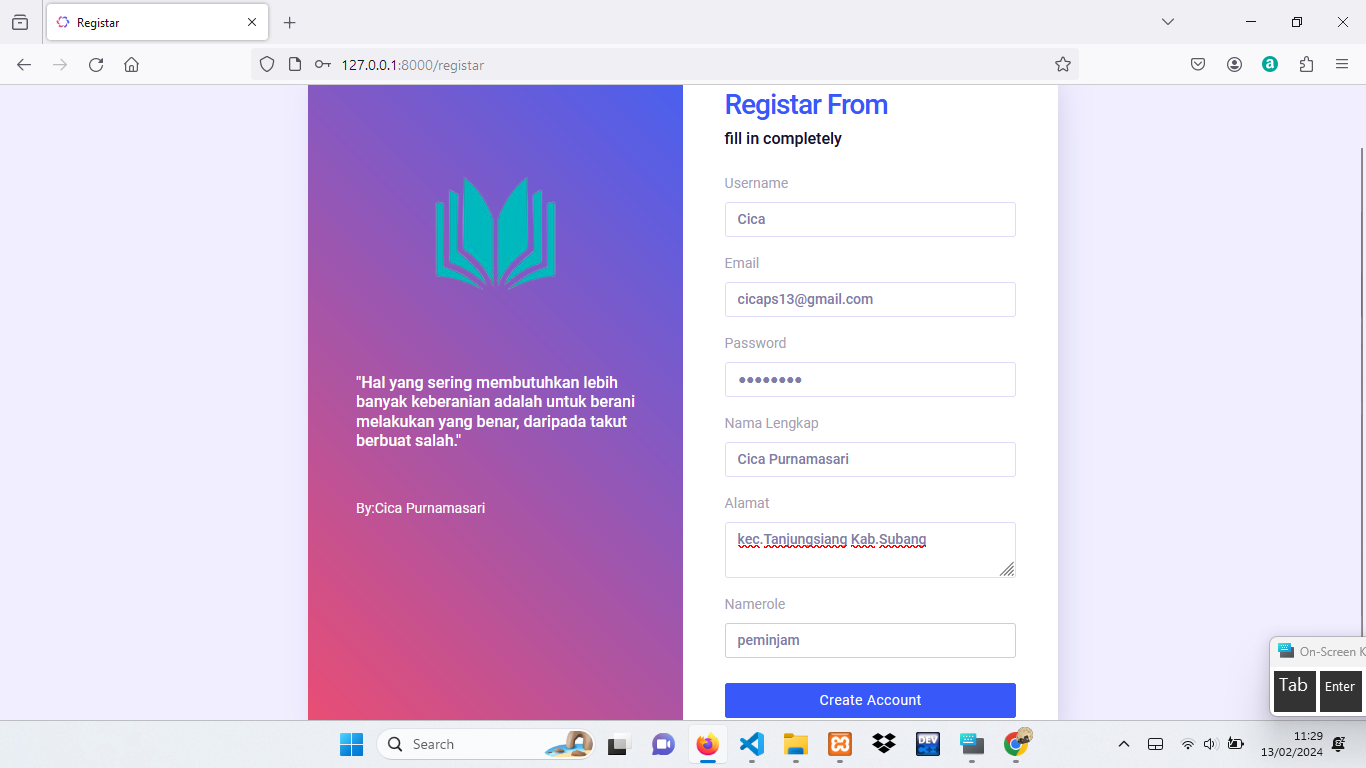 Registar
127.0.0.1:8000/registar
Registar From
fill in completely
Username
Cica
Email
cicaps13@gmail.com
Password
Nama Lengkap
Cica Purnamasari
Alamat
kec.Tanjungsiang Kab.Subang
Namerole
peminjam
Create Account
"Hal yang sering membutuhkan lebih
banyak keberanian adalah untuk berani
melakukan yang benar, daripada takut
berbuat salah."
By:Cica Purnamasari
On-Screen K
Tab Enter
Search
DEV
11:29
13/02/2024